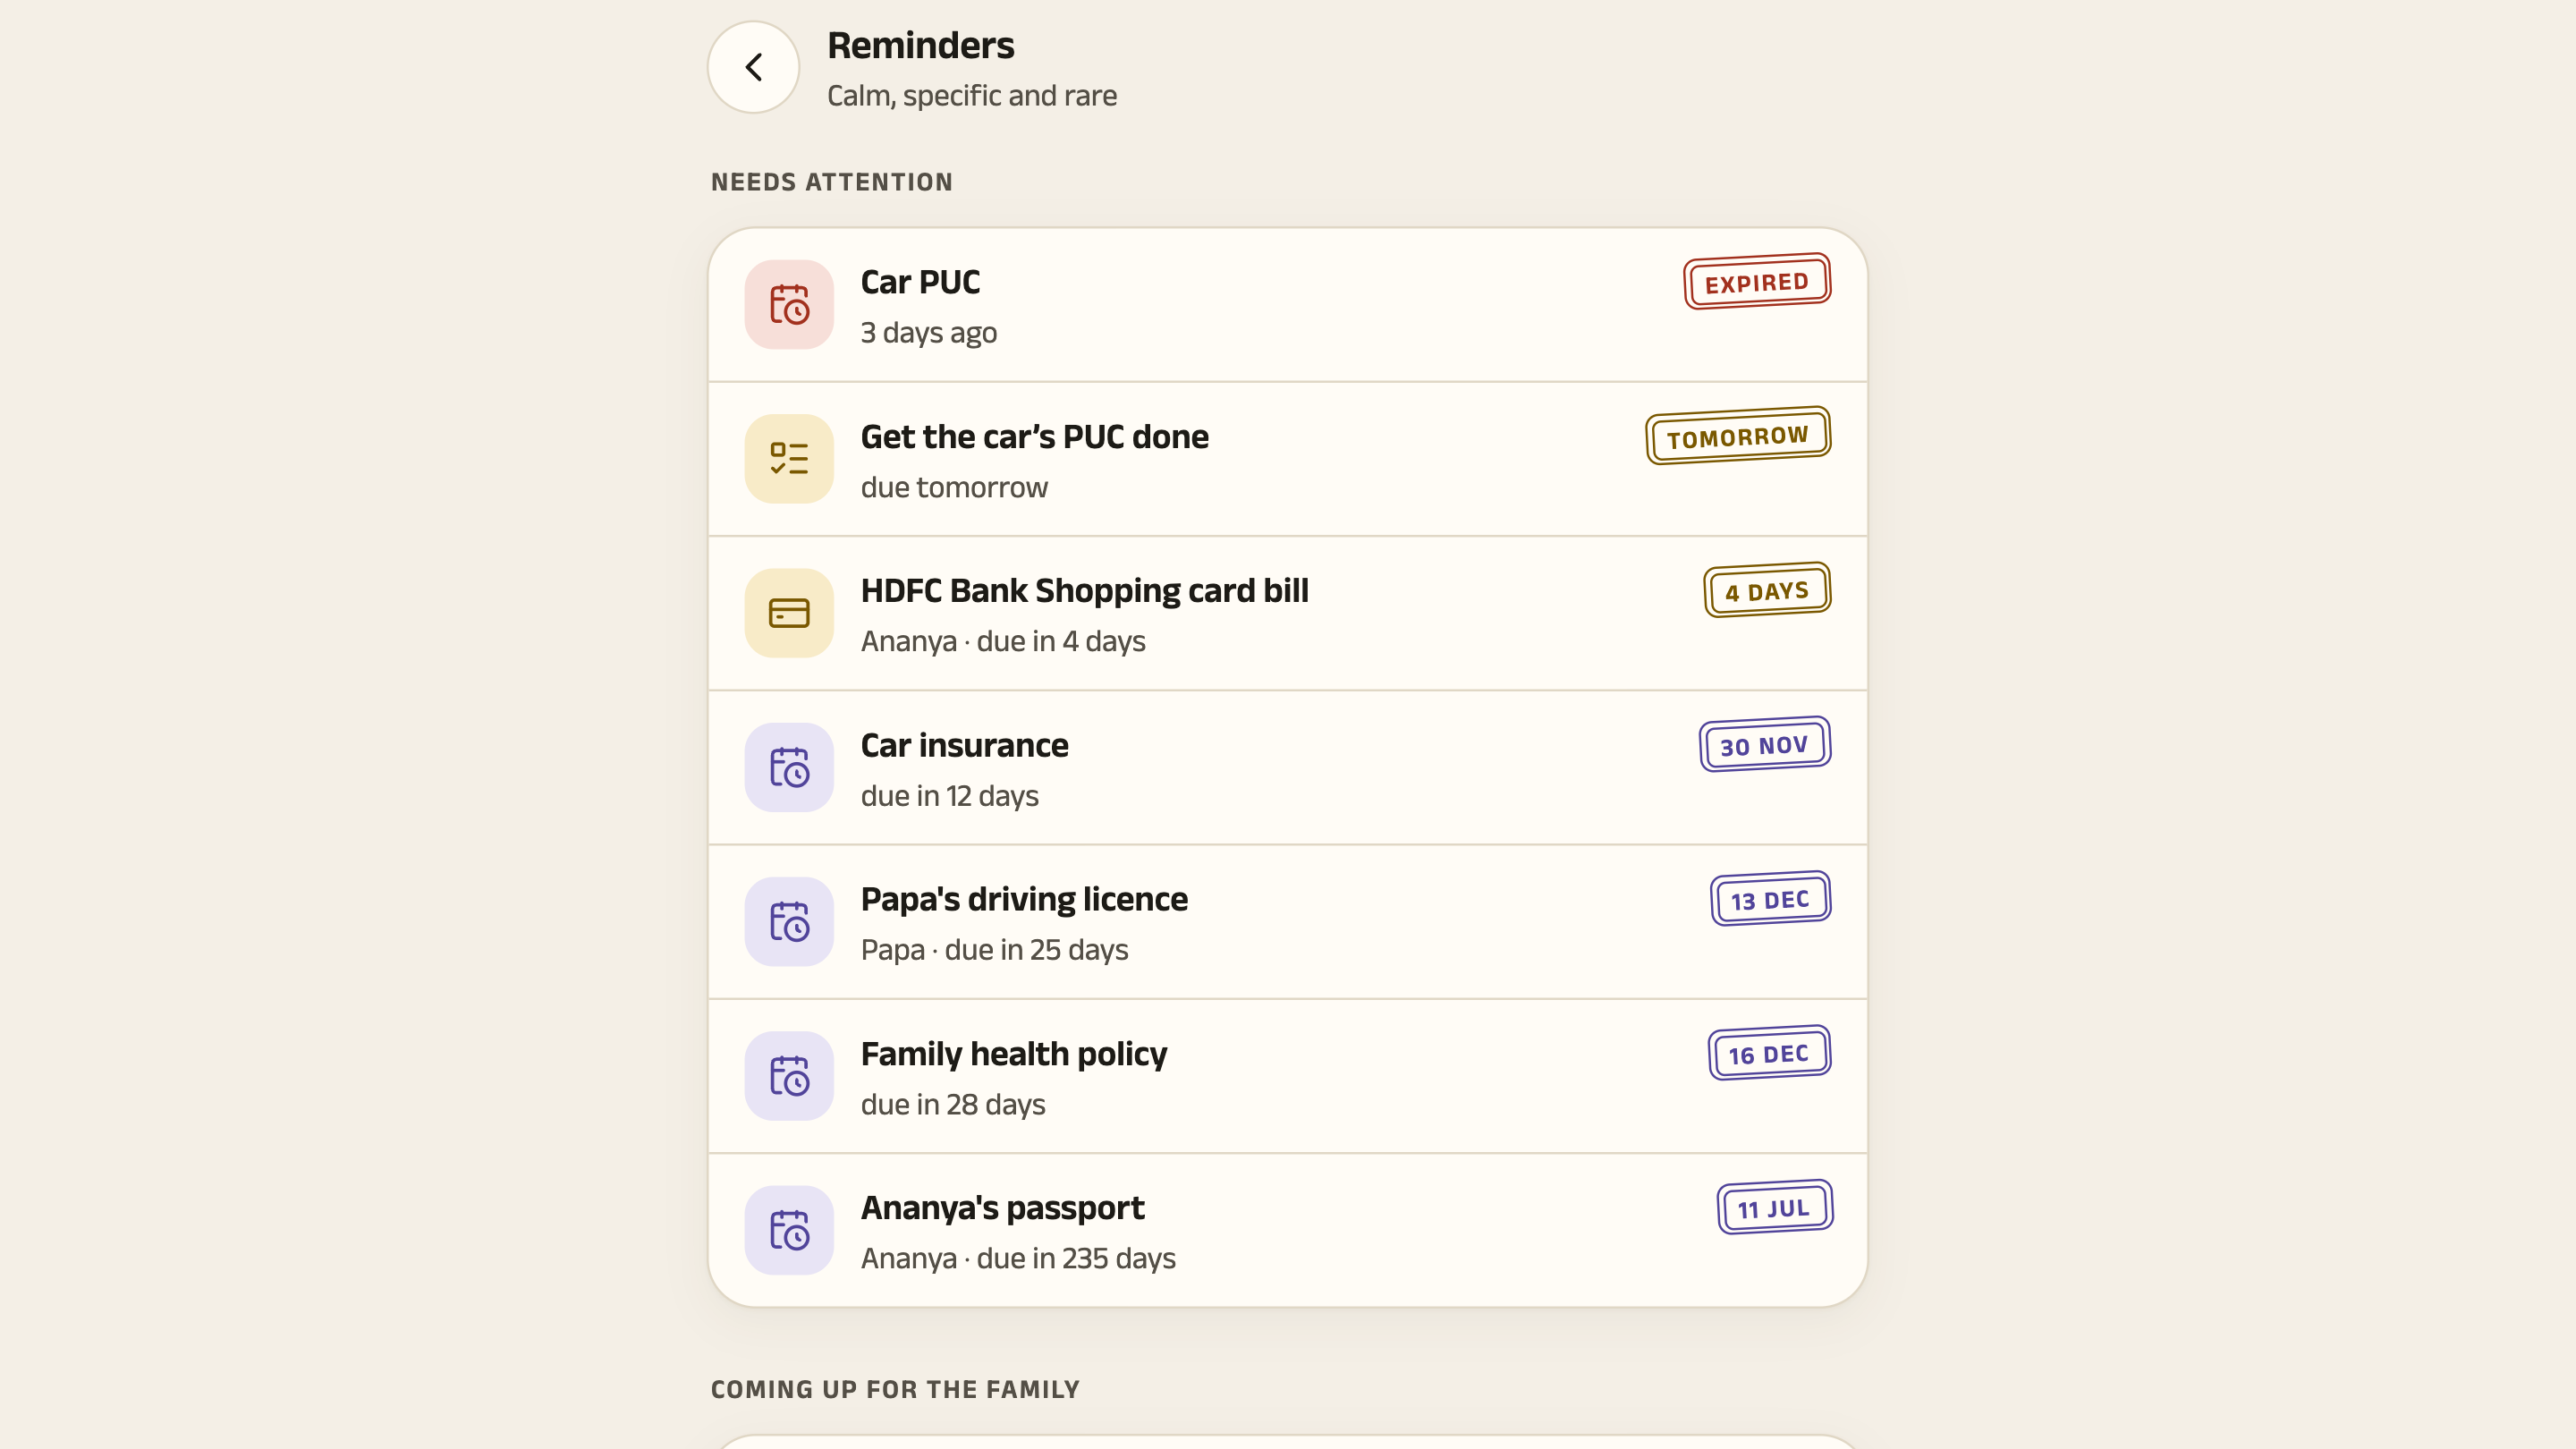 Reminders
Calm, specific and rare
NEEDS ATTENTION
Car PUC
EXPIRED
3 days ago
Get the car’s PUC done
TOMORROW
due tomorrow
HDFC Bank Shopping card bill
4 DAYS
Ananya · due in 4 days
Car insurance
30 NOV
due in 12 days
Papa's driving licence
13 DEC
Papa · due in 25 days
Family health policy
16 DEC
due in 28 days
Ananya's passport
11 JUL
Ananya · due in 235 days
COMING UP FOR THE FAMILY